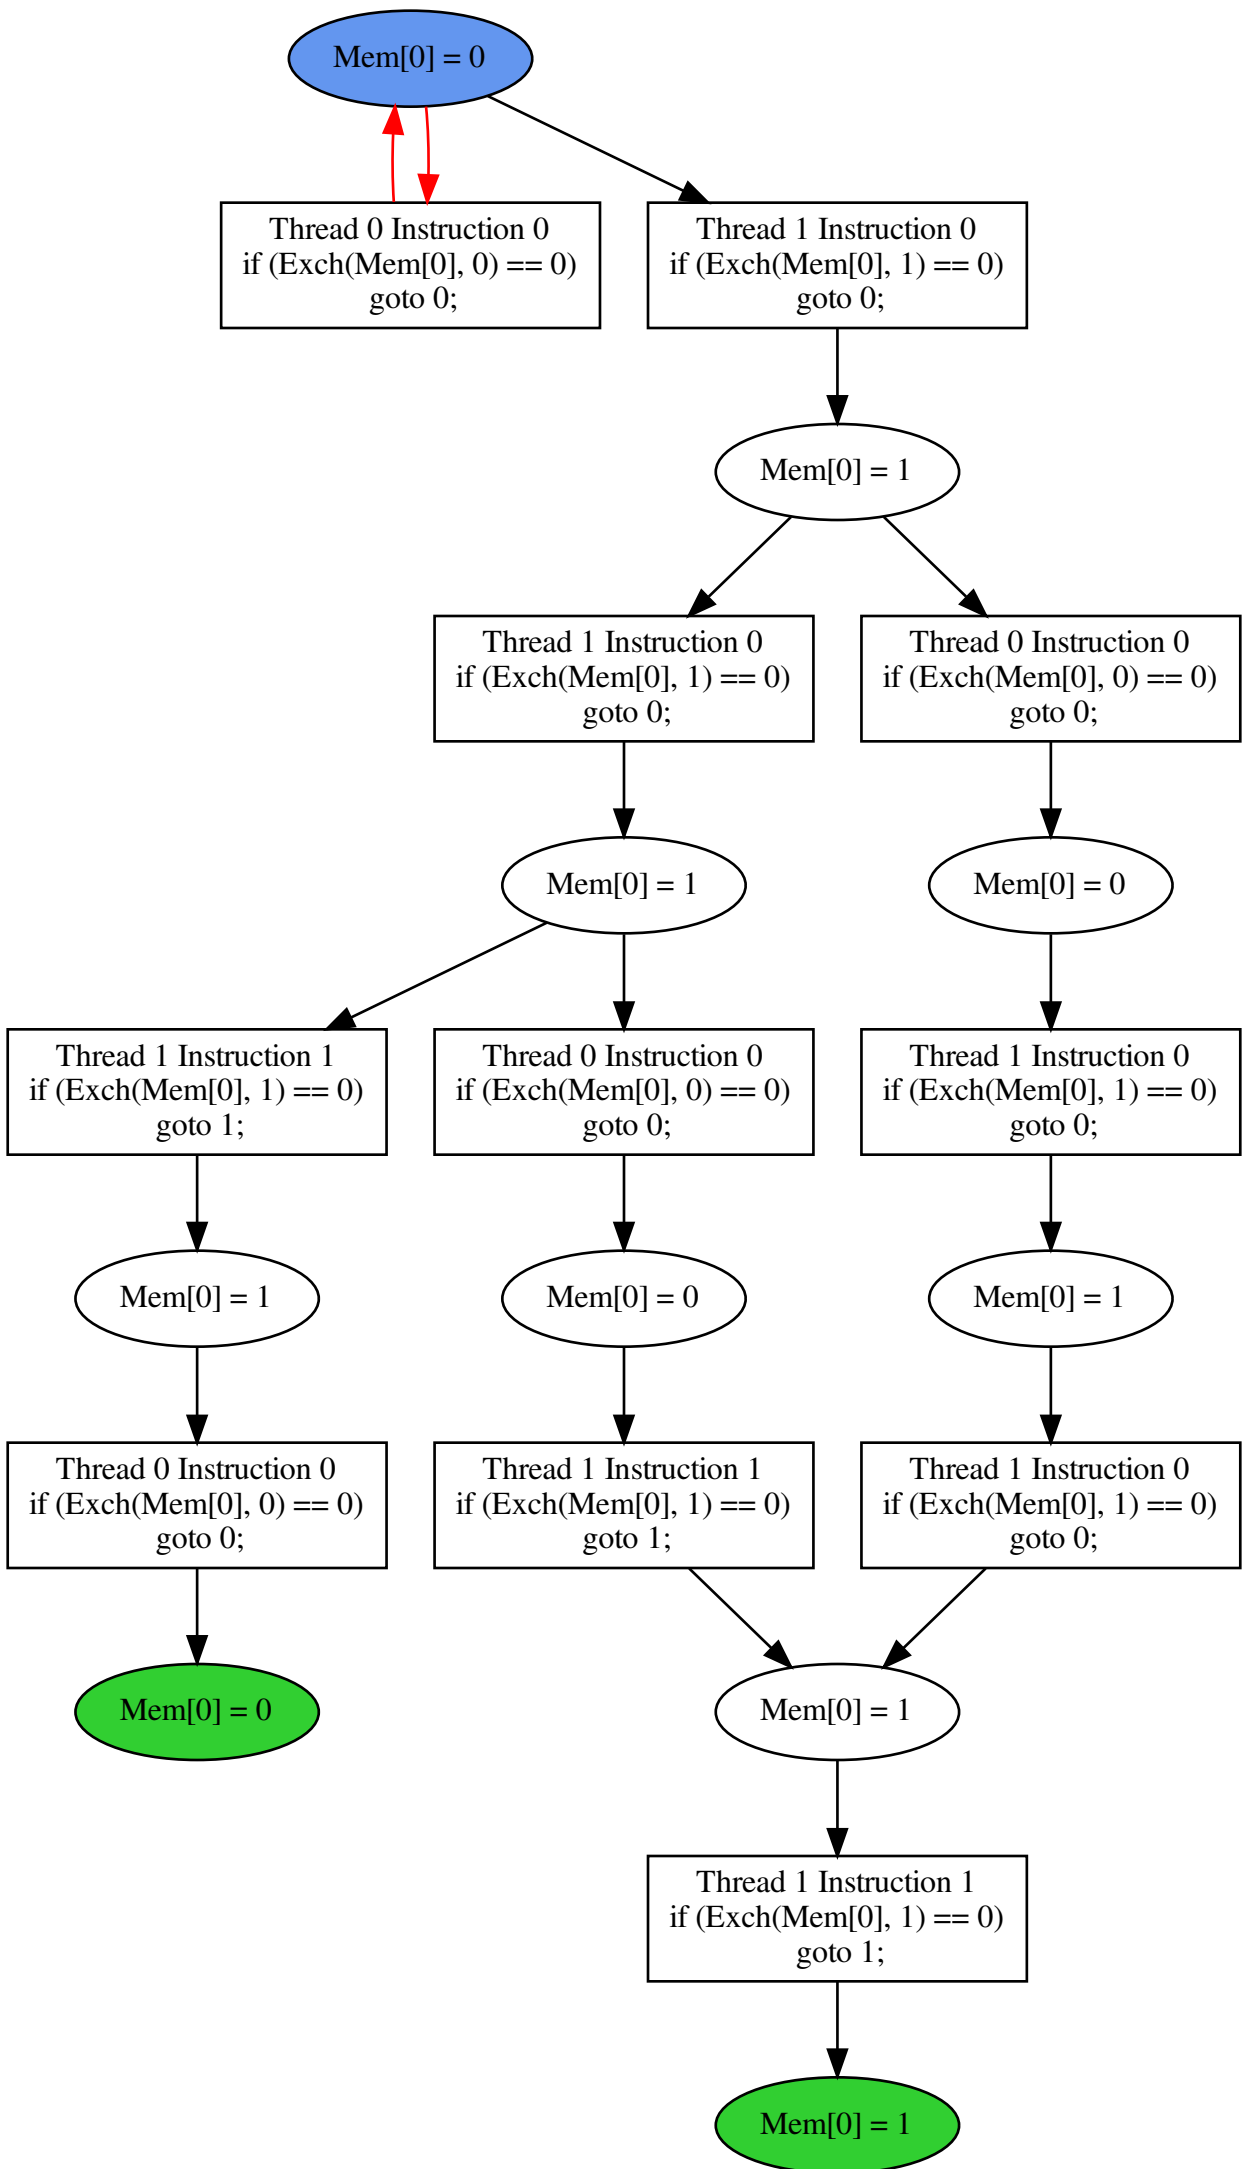 Mem[0] = 0
Thread 0 Instruction 0
if (Exch(Mem[0], 0) == 0)
goto 0;
Thread 1 Instruction 0
if (Exch(Mem[0], 1) == 0)
goto 0;
Mem[0] = 1
Thread 1 Instruction 0
if (Exch(Mem[0], 1) == 0)
goto 0;
Thread 0 Instruction 0
if (Exch(Mem[0], 0) == 0)
goto 0;
Mem[0] = 1
Mem[0] = 0
Thread 1 Instruction 1
if (Exch(Mem[0], 1) == 0)
goto 1;
Thread 0 Instruction 0
if (Exch(Mem[0], 0) == 0)
goto 0;
Thread 1 Instruction 0
if (Exch(Mem[0], 1) == 0)
goto 0;
Mem[0] = 1
Mem[0] = 0
Mem[0] = 1
Thread 0 Instruction 0
if (Exch(Mem[0], 0) == 0)
goto 0;
Thread 1 Instruction 1
if (Exch(Mem[0], 1) == 0)
goto 1;
Thread 1 Instruction 0
if (Exch(Mem[0], 1) == 0)
goto 0;
Mem[0] = 0
Mem[0] = 1
Thread 1 Instruction 1
if (Exch(Mem[0], 1) == 0)
goto 1;
Mem[0] = 1